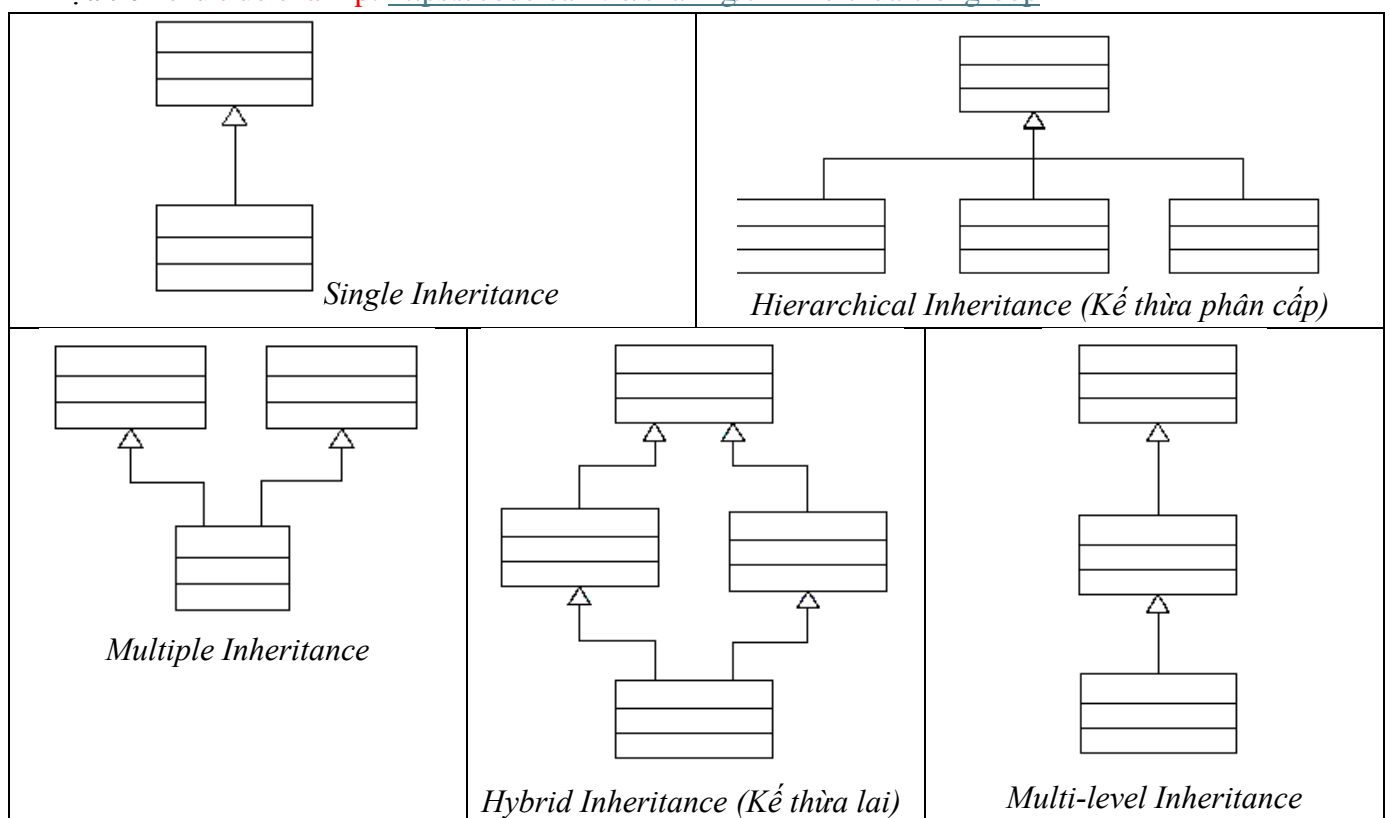 Single Inheritance
Hierarchical Inheritance (Kế thừa phân cấp)
Multiple Inheritance
Hybrid Inheritance (Kế thừa lai)
Multi-level Inheritance